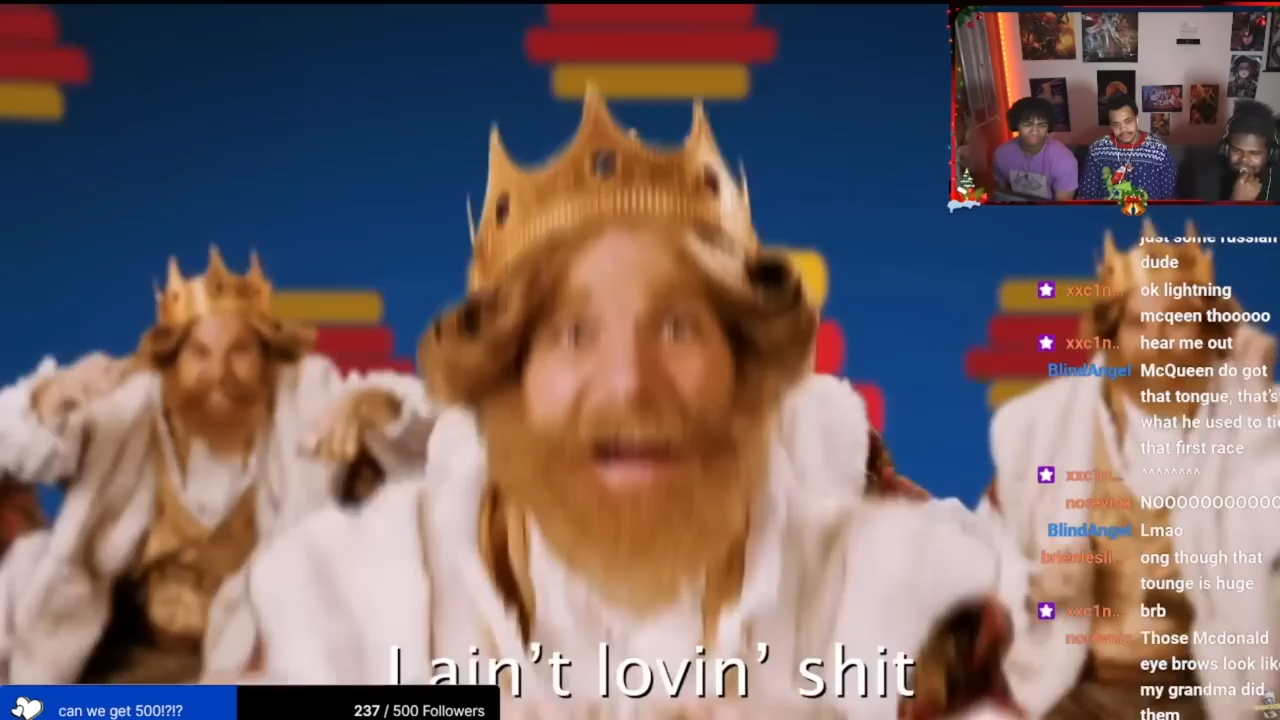 just some russian
dude
xxc1n... ok lightning
mcqeen thooooo
xxc1n... hear me out
BlindAngel McQueen do got
that tongue, that's
what he used to tie
that first race
xxc1n... ^^^^^^^^
NOOOOOOOOOOO
BlindAngel Lmao
ong though that
tounge is huge
xxc1n... brb
Those Mcdonald
eye brows look like
my grandma did
them
I ain't lovin' shit
can we get 500!?!? 237 / 500 Followers